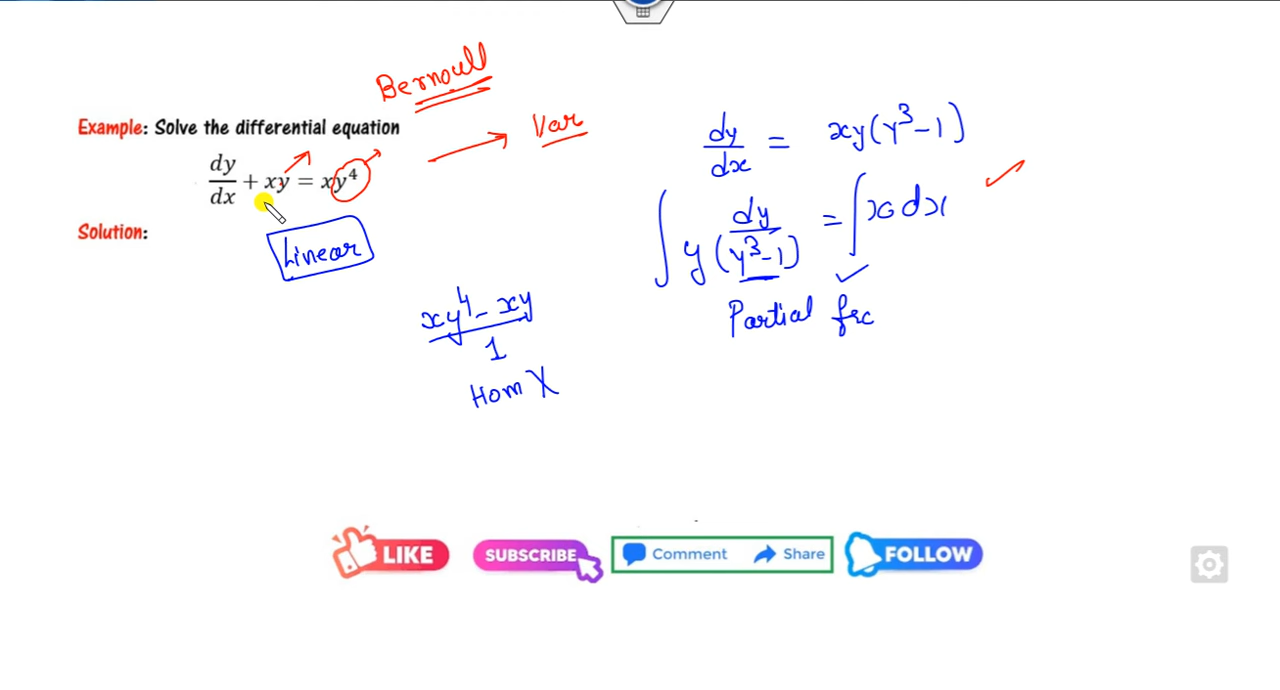 Bernoull
Example: Solve the differential equation
dy/dx + xy = xy⁴
Var
Solution:
Linear
xy⁴ - xy
1
Hom X
dy/dx = xy(y³-1)
∫ dy/y(y³-1) = ∫ x dx
Partial frc
LIKE
SUBSCRIBE
Comment
Share
FOLLOW